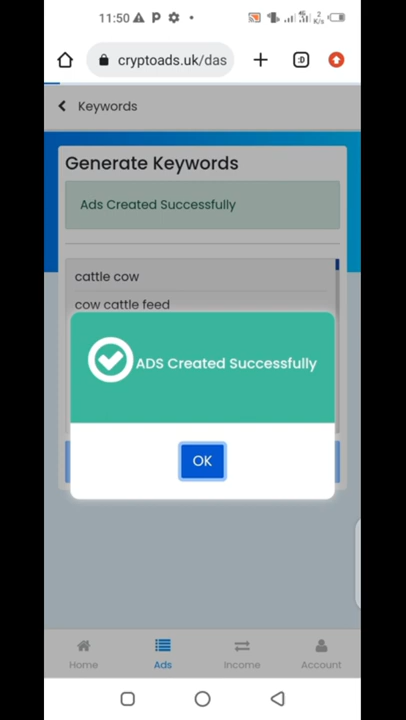 11:50
2 K/s
cryptoads.uk/das
:D
Keywords
Generate Keywords
Ads Created Successfully
cattle cow
cow cattle feed
ADS Created Successfully
OK
Home
Ads
Income
Account